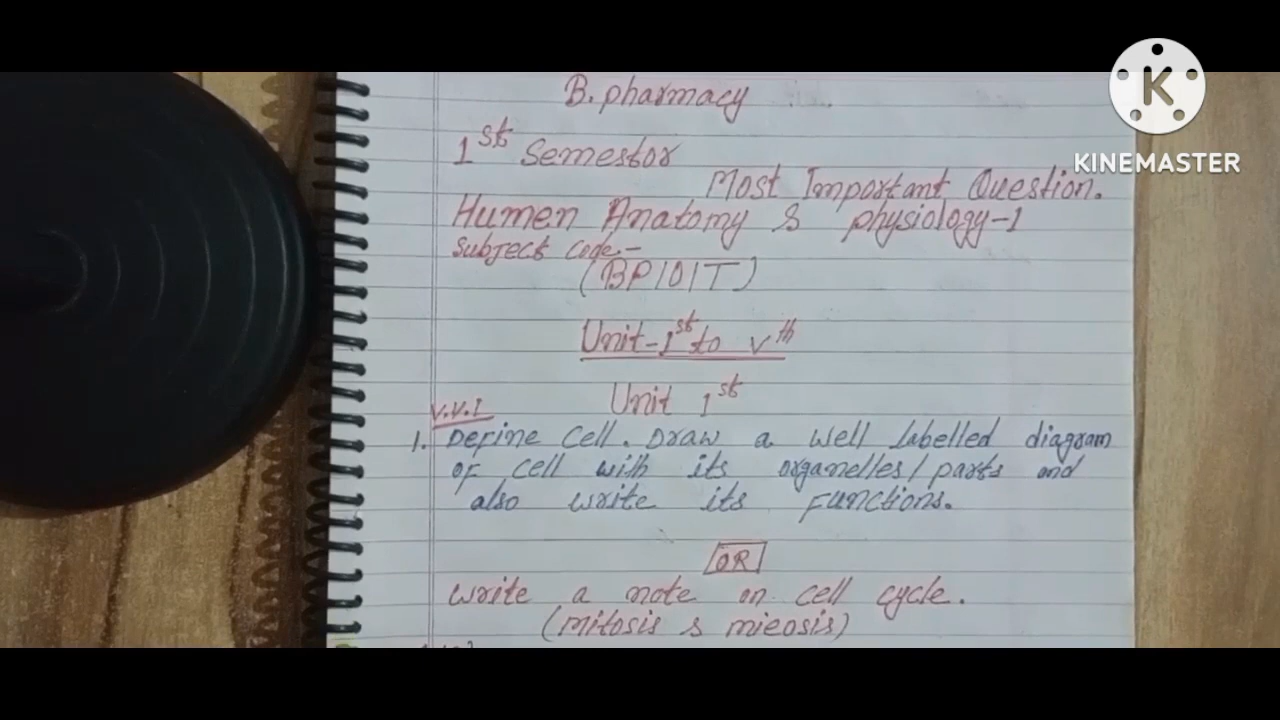 B. pharmacy
1st Semestor
Most Important Question.
Humen Anatomy & physiology-1
Subject code-
(BP101T)
Unit-1st to Vth
Unit 1st
V.V.I
1. Define Cell. Draw a well labelled diagram
of cell with its organelles/parts and
also write its functions.
OR
write a note on cell cycle.
(mitosis & mieosis)
K
KINEMASTER